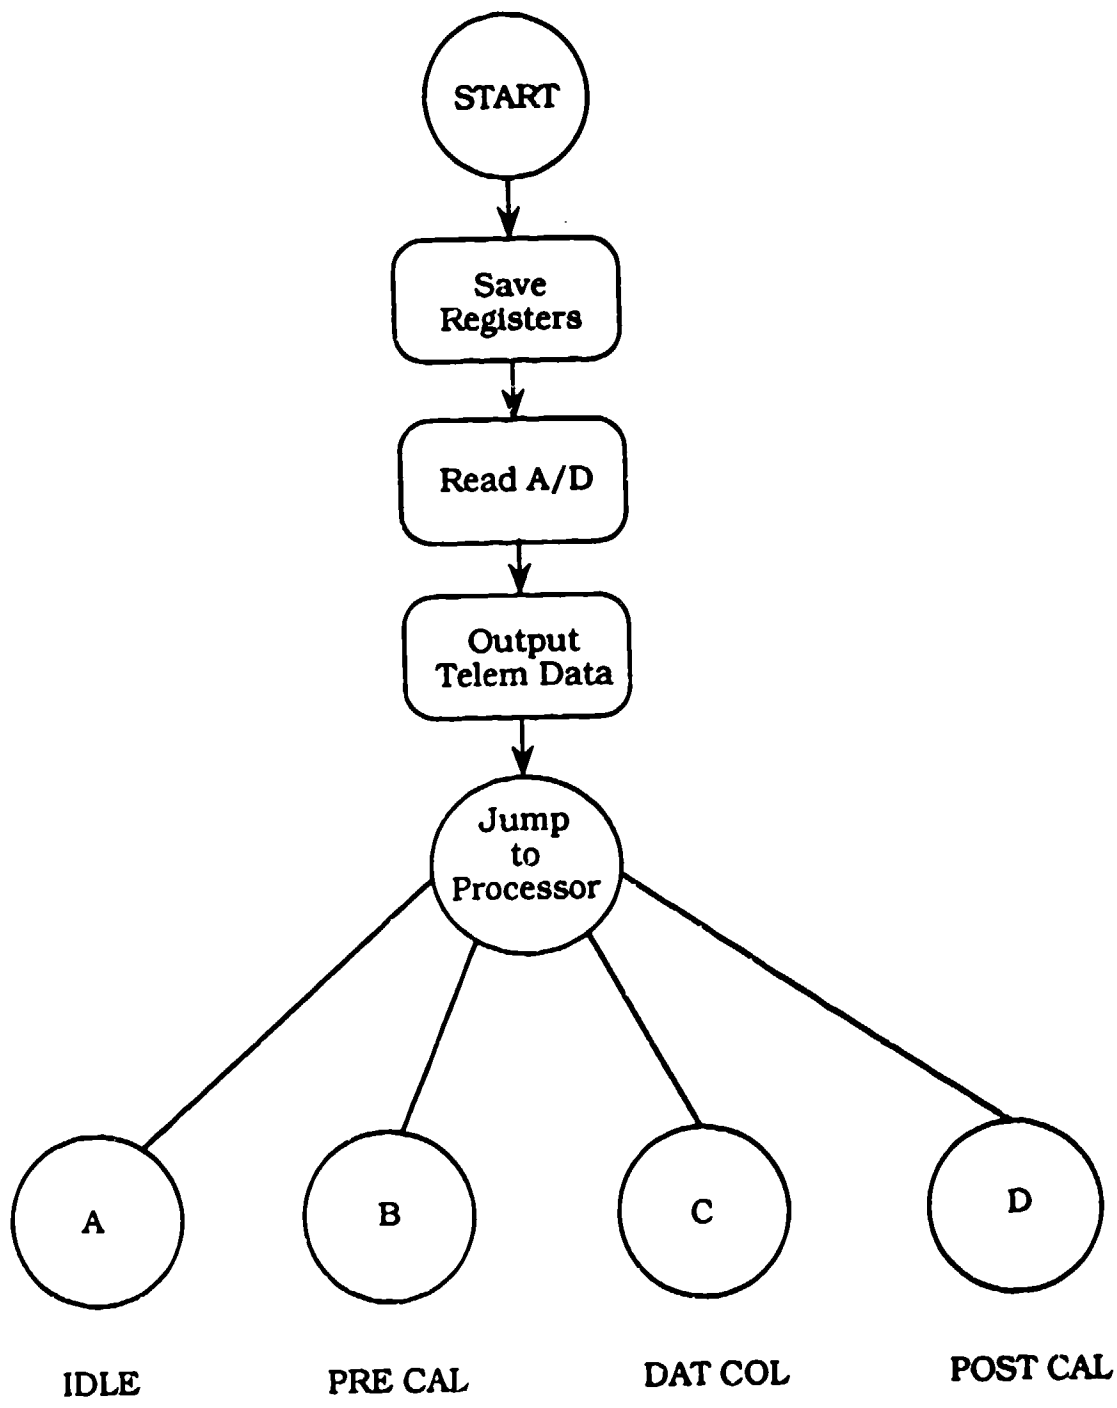 START
Save
Registers
Read A/D
Output
Telem Data
Jump
to
Processor
A
B
C
D
IDLE
PRE CAL
DAT COL
POST CAL